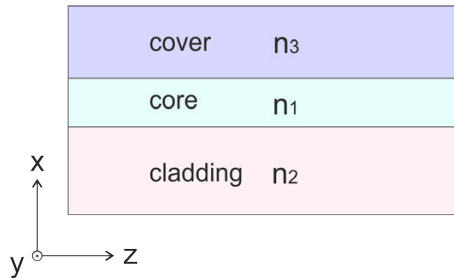 cover n₃
core n₁
cladding n₂
x
y z